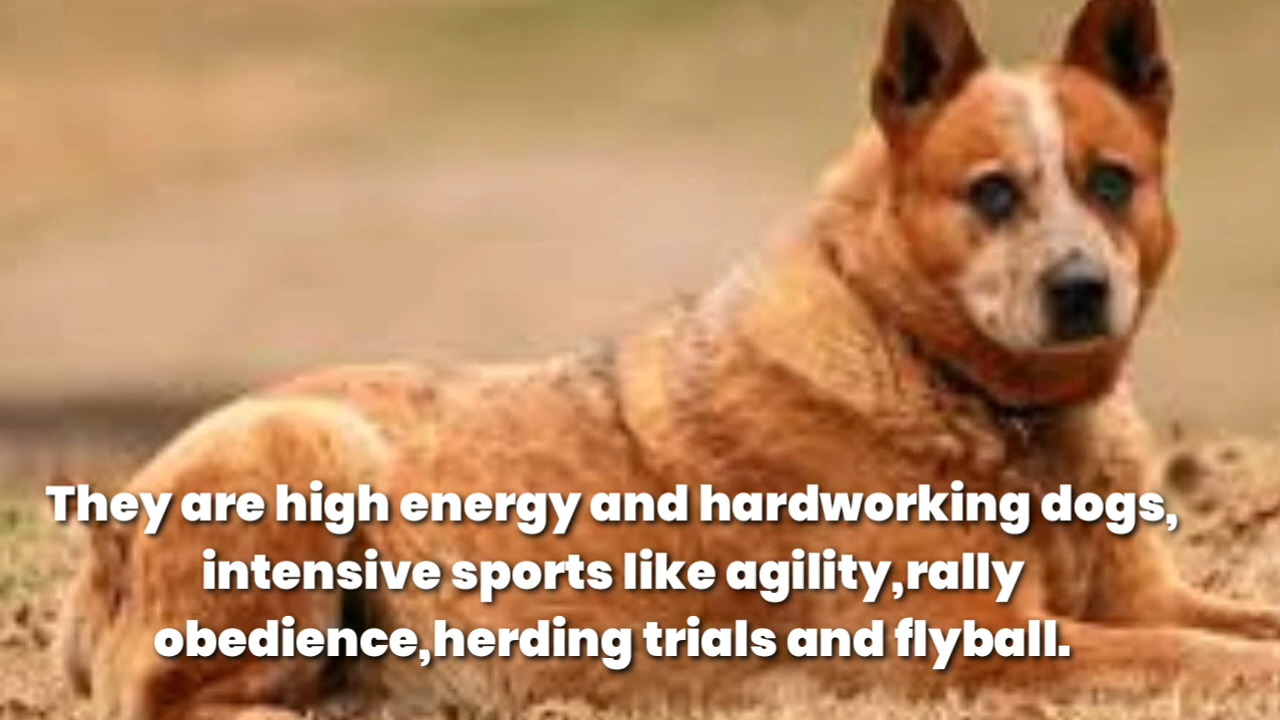 They are high energy and hardworking dogs,
intensive sports like agility,rally
obedience,herding trials and flyball.